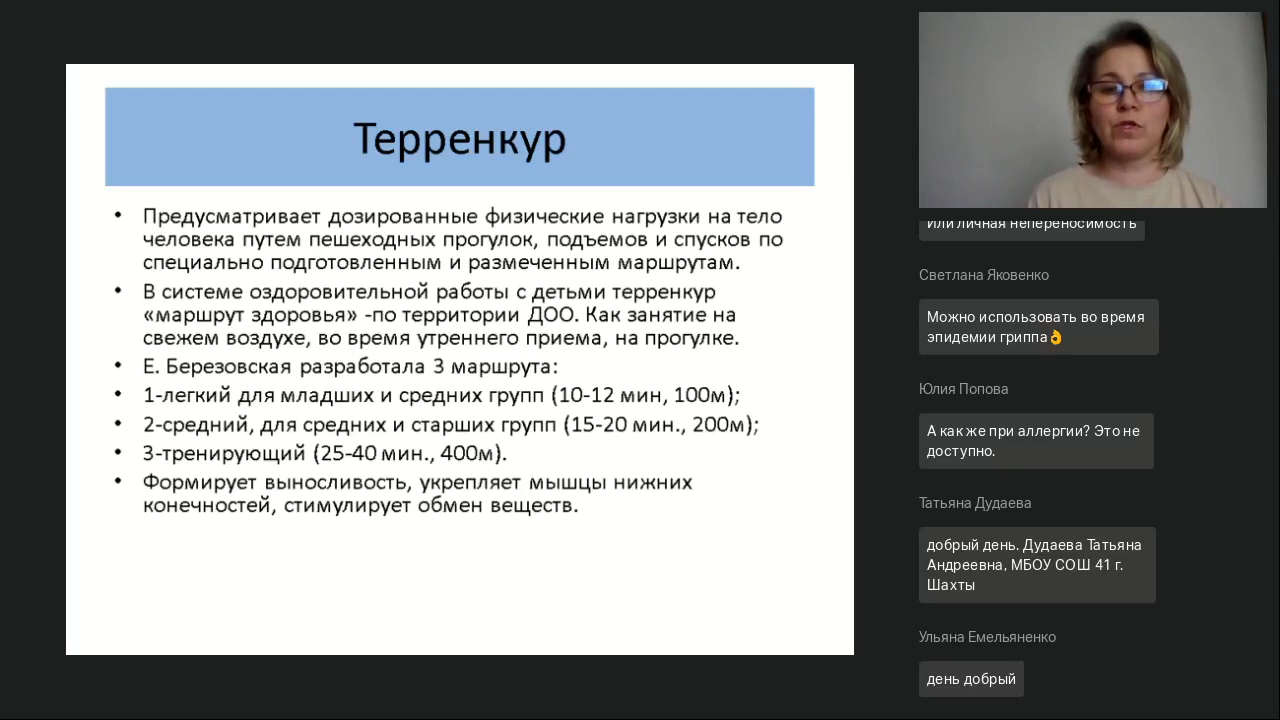 Терренкур
• Предусматривает дозированные физические нагрузки на тело
человека путем пешеходных прогулок, подъемов и спусков по
специально подготовленным и размеченным маршрутам.
• В системе оздоровительной работы с детьми терренкур
«маршрут здоровья» -по территории ДОО. Как занятие на
свежем воздухе, во время утреннего приема, на прогулке.
• Е. Березовская разработала 3 маршрута:
• 1-легкий для младших и средних групп (10-12 мин, 100м);
• 2-средний, для средних и старших групп (15-20 мин., 200м);
• 3-тренирующий (25-40 мин., 400м).
• Формирует выносливость, укрепляет мышцы нижних
конечностей, стимулирует обмен веществ.
Или личная непереносимость
Светлана Яковенко
Можно использовать во время
эпидемии гриппа👌
Юлия Попова
А как же при аллергии? Это не
доступно.
Татьяна Дудаева
добрый день. Дудаева Татьяна
Андреевна, МБОУ СОШ 41 г.
Шахты
Ульяна Емельяненко
день добрый